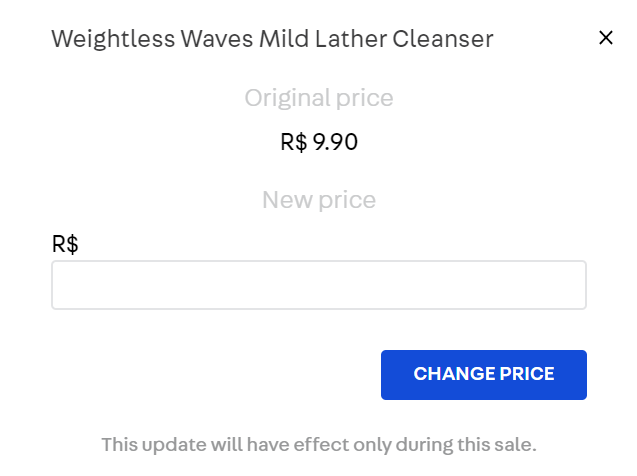 Weightless Waves Mild Lather Cleanser
Original price
R$ 9.90
New price
R$
CHANGE PRICE
This update will have effect only during this sale.